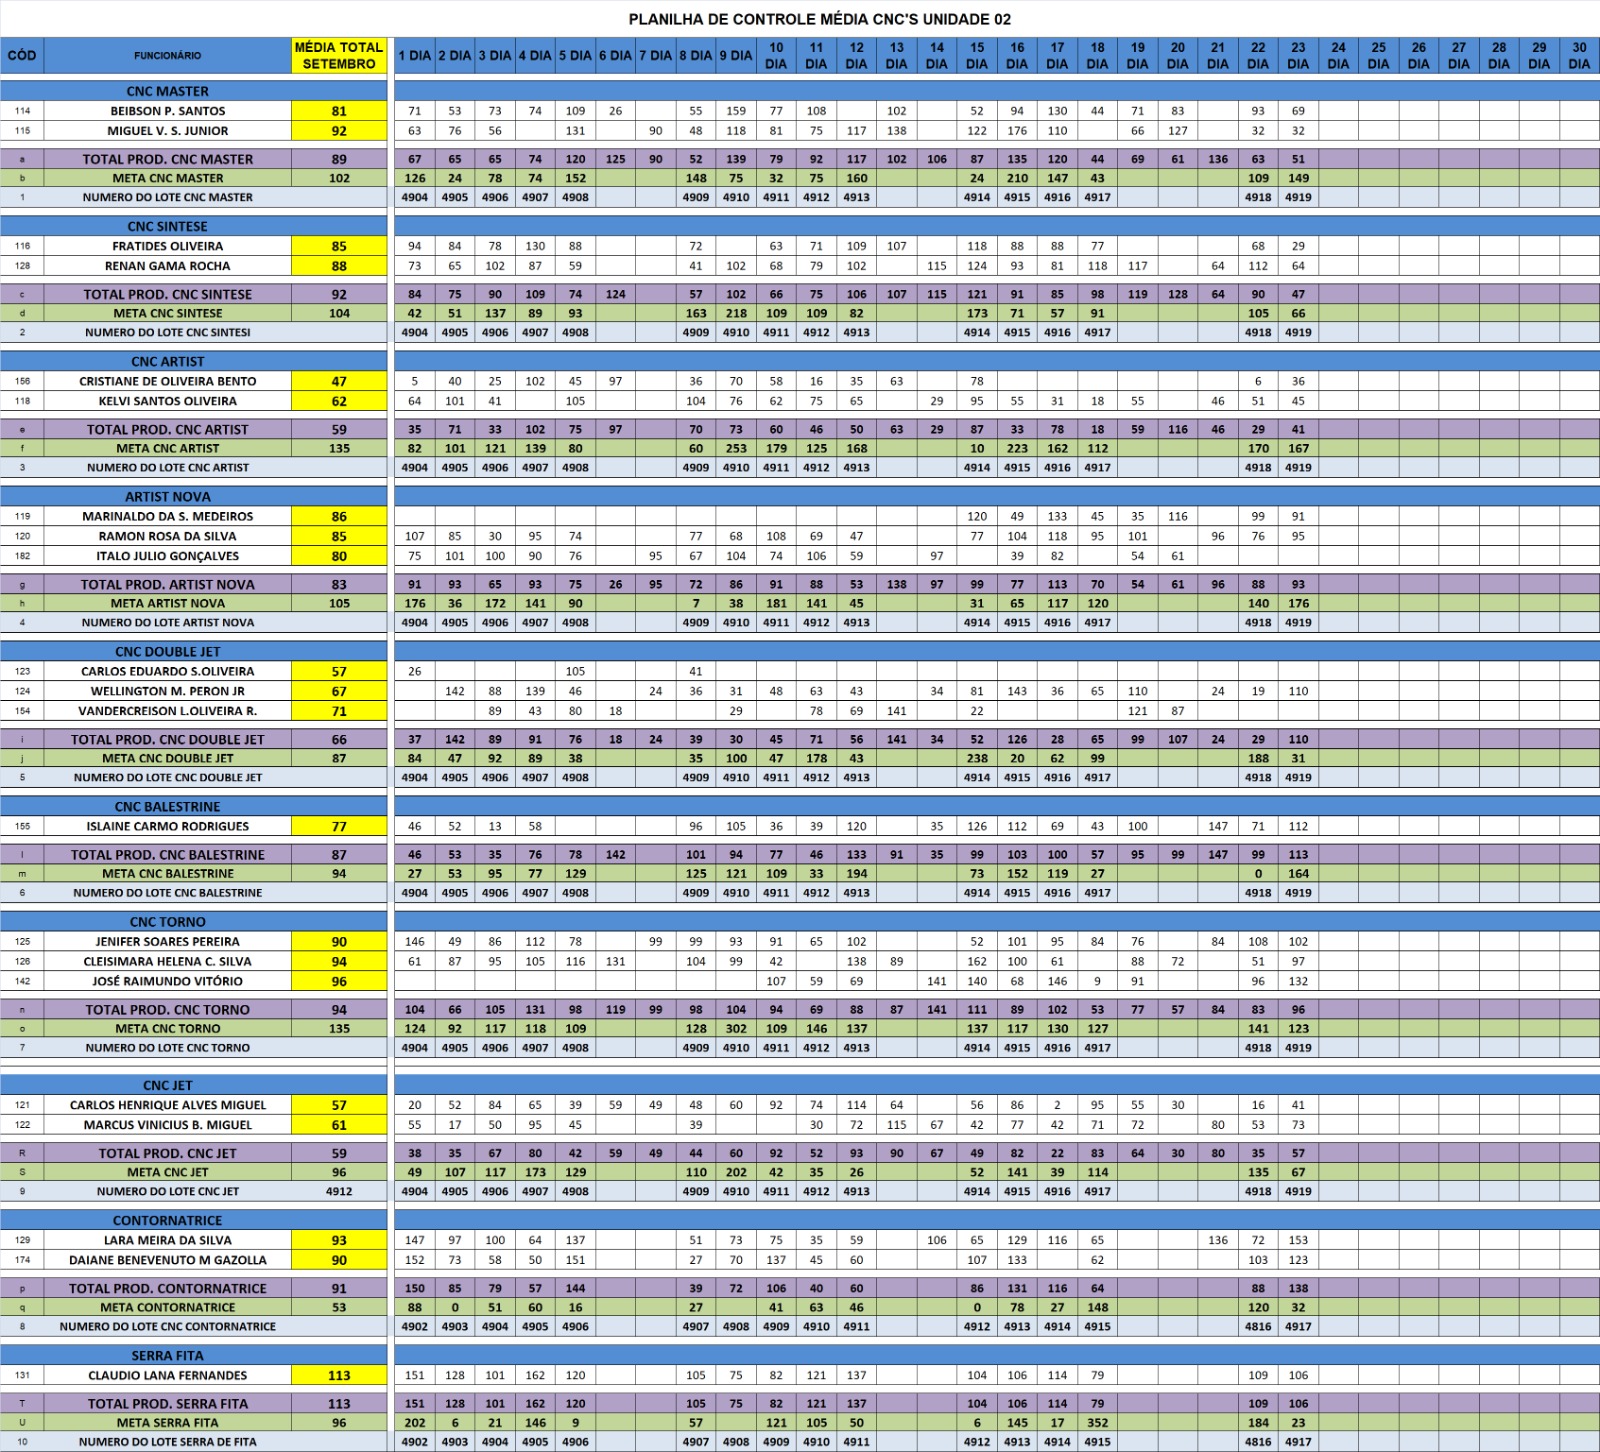 PLANILHA DE CONTROLE MÉDIA CNC'S UNIDADE 02
CÓD FUNCIONÁRIO MÉDIA TOTAL SETEMBRO 1 DIA 2 DIA 3 DIA 4 DIA 5 DIA 6 DIA 7 DIA 8 DIA 9 DIA 10 DIA 11 DIA 12 DIA 13 DIA 14 DIA 15 DIA 16 DIA 17 DIA 18 DIA 19 DIA 20 DIA 21 DIA 22 DIA 23 DIA 24 DIA 25 DIA 26 DIA 27 DIA 28 DIA 29 DIA 30 DIA
CNC MASTER
114 BEIBSON P. SANTOS 81 71 53 73 74 109 26 55 159 77 108 102 52 94 130 44 71 83 93 69
115 MIGUEL V. S. JUNIOR 92 63 76 56 131 90 48 118 81 75 117 138 122 176 110 66 127 32 32
a TOTAL PROD. CNC MASTER 89 67 65 65 74 120 125 90 52 139 79 92 117 102 106 87 135 120 44 69 61 136 63 51
b META CNC MASTER 102 126 24 78 74 152 148 75 32 75 160 24 210 147 43 109 149
1 NUMERO DO LOTE CNC MASTER 4904 4905 4906 4907 4908 4909 4910 4911 4912 4913 4914 4915 4916 4917 4918 4919
CNC SINTESE
116 FRATIDES OLIVEIRA 85 94 84 78 130 88 72 63 71 109 107 118 88 88 77 68 29
128 RENAN GAMA ROCHA 88 73 65 102 87 59 41 102 68 79 102 115 124 93 81 118 117 64 112 64
c TOTAL PROD. CNC SINTESE 92 84 75 90 109 74 124 57 102 66 75 106 107 115 121 91 85 98 119 128 64 90 47
d META CNC SINTESE 104 42 51 137 89 93 163 218 109 109 82 173 71 57 91 105 66
2 NUMERO DO LOTE CNC SINTESI 4904 4905 4906 4907 4908 4909 4910 4911 4912 4913 4914 4915 4916 4917 4918 4919
CNC ARTIST
156 CRISTIANE DE OLIVEIRA BENTO 47 5 40 25 102 45 97 36 70 58 16 35 63 78 6 36
118 KELVI SANTOS OLIVEIRA 62 64 101 41 105 104 76 62 75 65 29 95 55 31 18 55 46 51 45
e TOTAL PROD. CNC ARTIST 59 35 71 33 102 75 97 70 73 60 46 50 63 29 87 33 78 18 59 116 46 29 41
f META CNC ARTIST 135 82 101 121 139 80 60 253 179 125 168 10 223 162 112 170 167
3 NUMERO DO LOTE CNC ARTIST 4904 4905 4906 4907 4908 4909 4910 4911 4912 4913 4914 4915 4916 4917 4918 4919
ARTIST NOVA
119 MARINALDO DA S. MEDEIROS 86 120 49 133 45 35 116 99 91
120 RAMON ROSA DA SILVA 85 107 85 30 95 74 77 68 108 69 47 77 104 118 95 101 96 76 95
182 ITALO JULIO GONÇALVES 80 75 101 100 90 76 95 67 104 74 106 59 97 39 82 54 61
g TOTAL PROD. ARTIST NOVA 83 91 93 65 93 75 26 95 72 86 91 88 53 138 97 99 77 113 70 54 61 96 88 93
h META ARTIST NOVA 105 176 36 172 141 90 7 38 181 141 45 31 65 117 120 140 176
4 NUMERO DO LOTE ARTIST NOVA 4904 4905 4906 4907 4908 4909 4910 4911 4912 4913 4914 4915 4916 4917 4918 4919
CNC DOUBLE JET
123 CARLOS EDUARDO S.OLIVEIRA 57 26 105 41
124 WELLINGTON M. PERON JR 67 142 88 139 46 24 36 31 48 63 43 34 81 143 36 65 110 24 19 110
154 VANDERCREISON L.OLIVEIRA R. 71 89 43 80 18 29 78 69 141 22 121 87
i TOTAL PROD. CNC DOUBLE JET 66 37 142 89 91 76 18 24 39 30 45 71 56 141 34 52 126 28 65 99 107 24 29 110
j META CNC DOUBLE JET 87 84 47 92 89 38 35 100 47 178 43 238 20 62 99 188 31
5 NUMERO DO LOTE CNC DOUBLE JET 4904 4905 4906 4907 4908 4909 4910 4911 4912 4913 4914 4915 4916 4917 4918 4919
CNC BALESTRINE
155 ISLAINE CARMO RODRIGUES 77 46 52 13 58 96 105 36 39 120 35 126 112 69 43 100 147 71 112
l TOTAL PROD. CNC BALESTRINE 87 46 53 35 76 78 142 101 94 77 46 133 91 35 99 103 100 57 95 99 147 99 113
m META CNC BALESTRINE 94 27 53 95 77 129 125 121 109 33 194 73 152 119 27 0 164
6 NUMERO DO LOTE CNC BALESTRINE 4904 4905 4906 4907 4908 4909 4910 4911 4912 4913 4914 4915 4916 4917 4918 4919
CNC TORNO
125 JENIFER SOARES PEREIRA 90 146 49 86 112 78 99 99 93 91 65 102 52 101 95 84 76 84 108 102
126 CLEISIMARA HELENA C. SILVA 94 61 87 95 105 116 131 104 99 42 138 89 162 100 61 88 72 51 97
142 JOSÉ RAIMUNDO VITÓRIO 96 107 59 69 141 140 68 146 9 91 96 132
n TOTAL PROD. CNC TORNO 94 104 66 105 131 98 119 99 98 104 94 69 88 87 141 111 89 102 53 77 57 84 83 96
o META CNC TORNO 135 124 92 117 118 109 128 302 109 146 137 137 117 130 127 141 123
7 NUMERO DO LOTE CNC TORNO 4904 4905 4906 4907 4908 4909 4910 4911 4912 4913 4914 4915 4916 4917 4918 4919
CNC JET
121 CARLOS HENRIQUE ALVES MIGUEL 57 20 52 84 65 39 59 49 48 60 92 74 114 64 56 86 2 95 55 30 16 41
122 MARCUS VINICIUS B. MIGUEL 61 55 17 50 95 45 39 30 72 115 67 42 77 42 71 72 80 53 73
R TOTAL PROD. CNC JET 59 38 35 67 80 42 59 49 44 60 92 52 93 90 67 49 82 22 83 64 30 80 35 57
S META CNC JET 96 49 107 117 173 129 110 202 42 35 26 52 141 39 114 135 67
9 NUMERO DO LOTE CNC JET 4912 4904 4905 4906 4907 4908 4909 4910 4911 4912 4913 4914 4915 4916 4917 4918 4919
CONTORNATRICE
129 LARA MEIRA DA SILVA 93 147 97 100 64 137 51 73 75 35 59 106 65 129 116 65 136 72 153
174 DAIANE BENEVENUTO M GAZOLLA 90 152 73 58 50 151 27 70 137 45 60 107 133 62 103 123
p TOTAL PROD. CONTORNATRICE 91 150 85 79 57 144 39 72 106 40 60 86 131 116 64 88 138
q META CONTORNATRICE 53 88 0 51 60 16 27 41 63 46 0 78 27 148 120 32
8 NUMERO DO LOTE CNC CONTORNATRICE 4902 4903 4904 4905 4906 4907 4908 4909 4910 4911 4912 4913 4914 4915 4816 4917
SERRA FITA
131 CLAUDIO LANA FERNANDES 113 151 128 101 162 120 105 75 82 121 137 104 106 114 79 109 106
T TOTAL PROD. SERRA FITA 113 151 128 101 162 120 105 75 82 121 137 104 106 114 79 109 106
U META SERRA FITA 96 202 6 21 146 9 57 121 105 50 6 145 17 352 184 23
10 NUMERO DO LOTE SERRA DE FITA 4902 4903 4904 4905 4906 4907 4908 4909 4910 4911 4912 4913 4914 4915 4816 4917